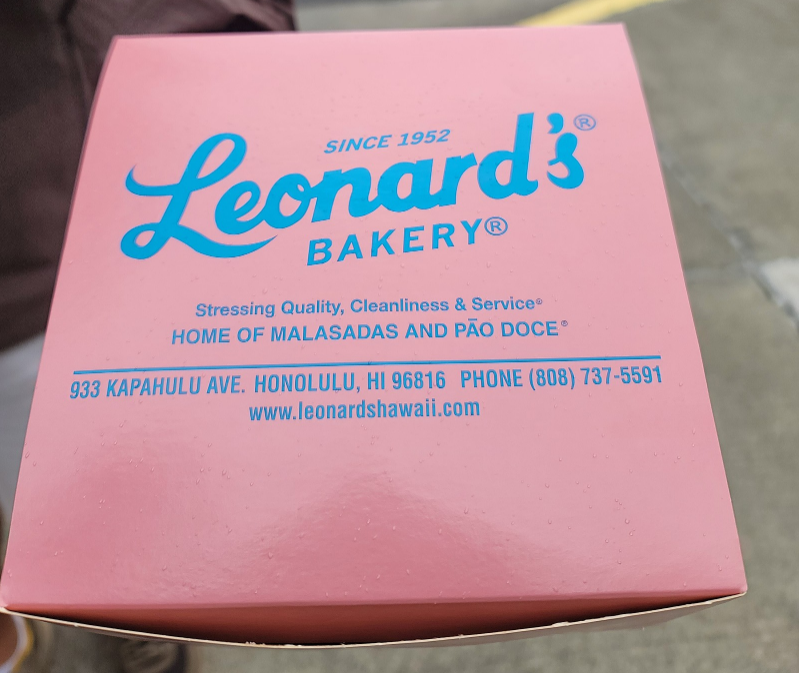 SINCE 1952
Leonard's®
BAKERY®
Stressing Quality, Cleanliness & Service®
HOME OF MALASADAS AND PÃO DOCE®
933 KAPAHULU AVE. HONOLULU, HI 96816 PHONE (808) 737-5591
www.leonardshawaii.com